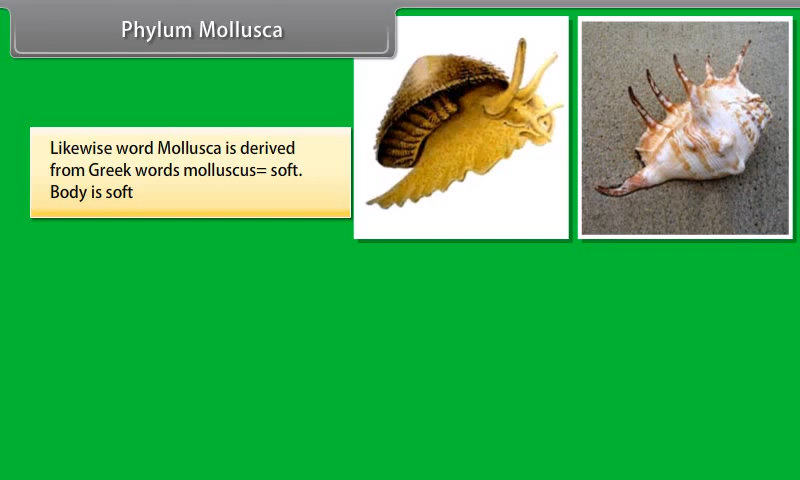 Phylum Mollusca
Likewise word Mollusca is derived
from Greek words molluscus= soft.
Body is soft